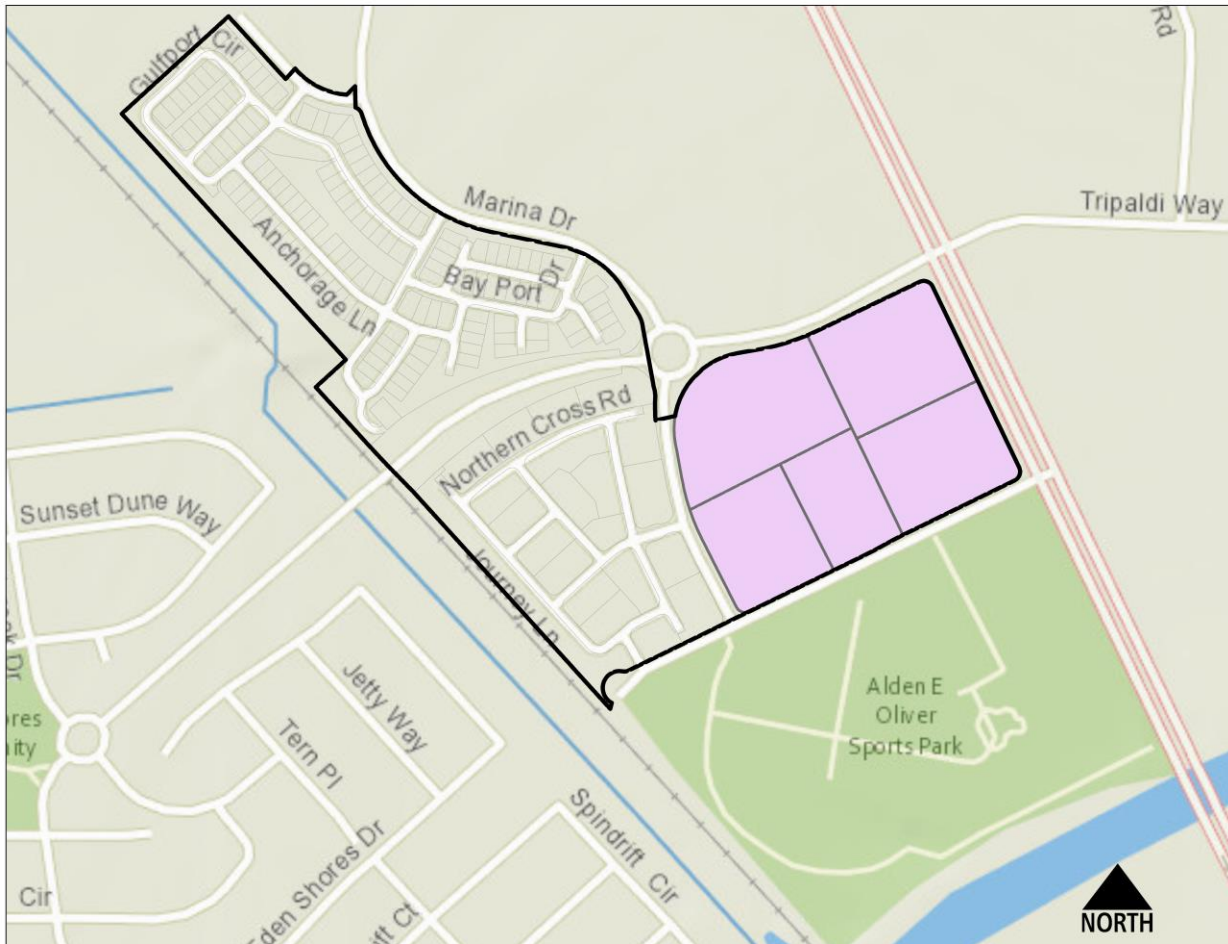 Gulfport
Cir
Rd
Marina Dr
Tripaldi Way
Anchorage Ln
Bay Port
Dr
Northern Cross Rd
Sunset Dune Way
Journey Ln
Jetty Way
Alden E
Oliver
Sports Park
Tern Pl
Spindrift Cir
Cir
NORTH